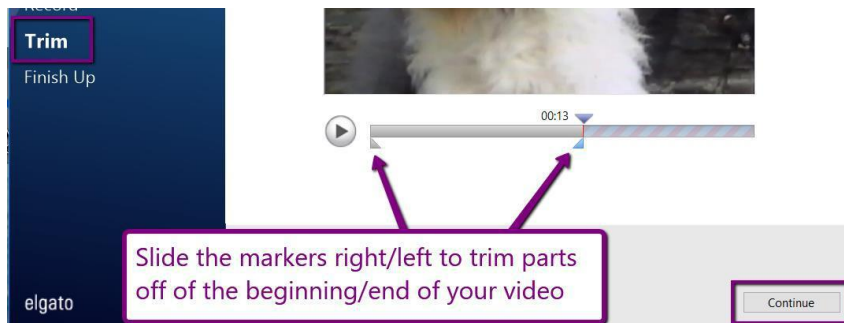 Record
Trim
Finish Up
00:13
Slide the markers right/left to trim parts
off of the beginning/end of your video
elgato
Continue